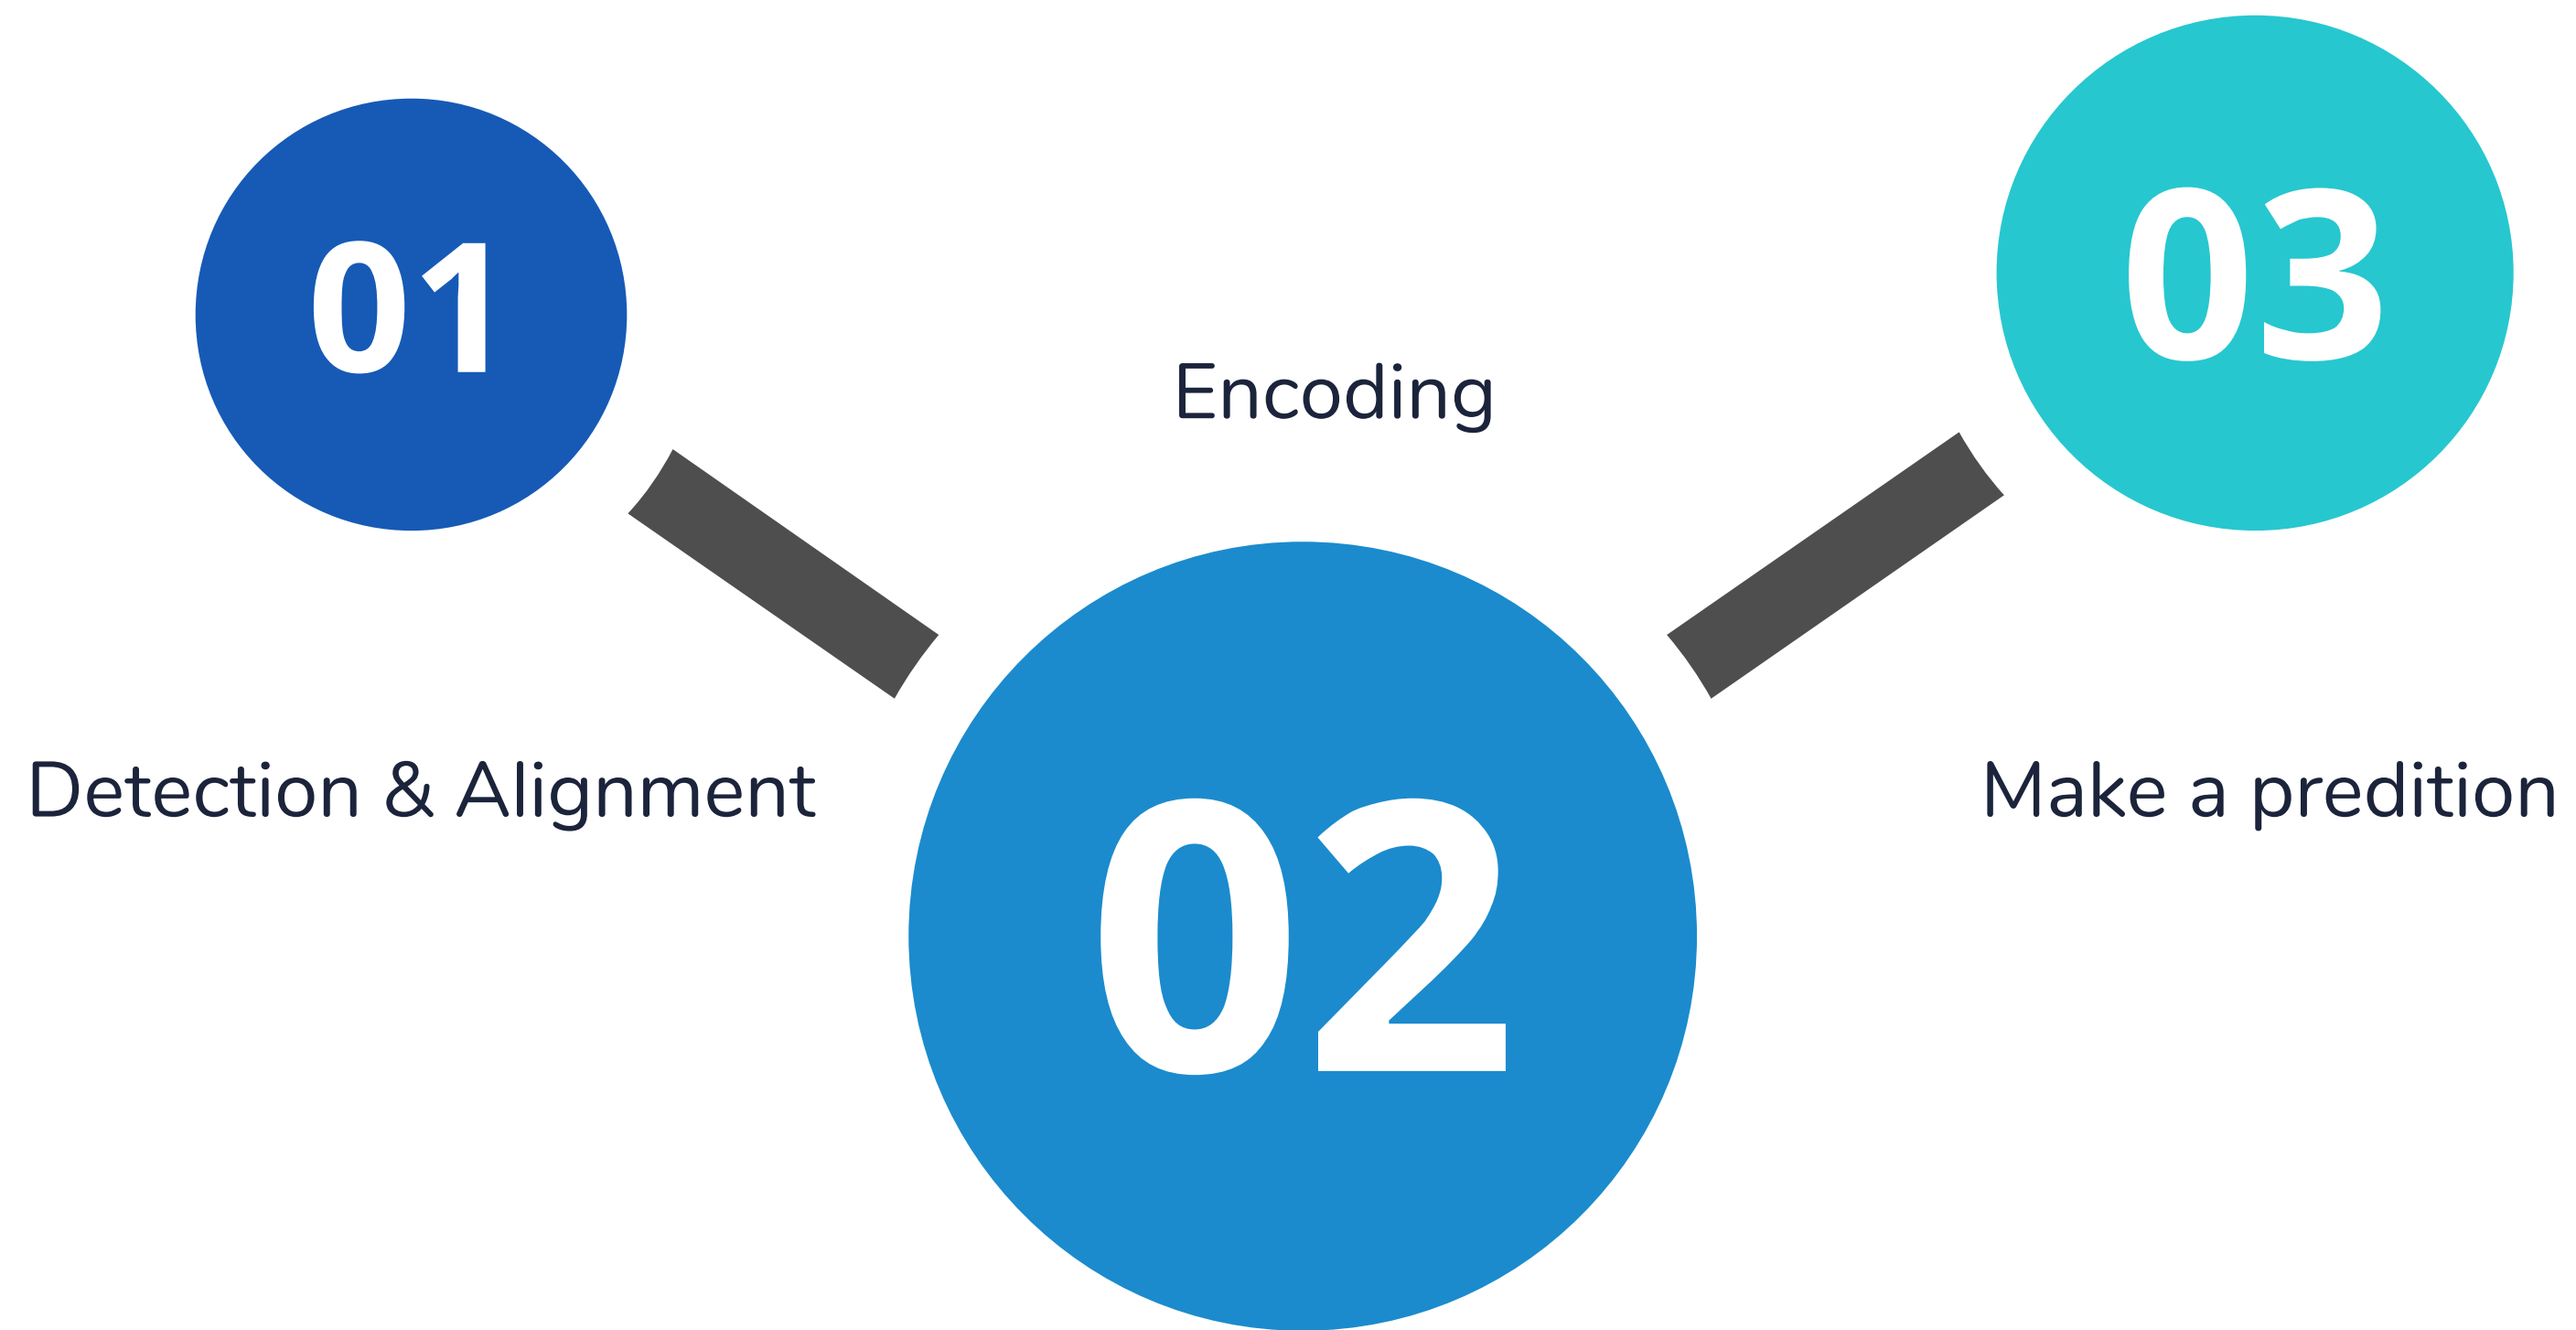 01
Detection & Alignment
Encoding
02
03
Make a predition